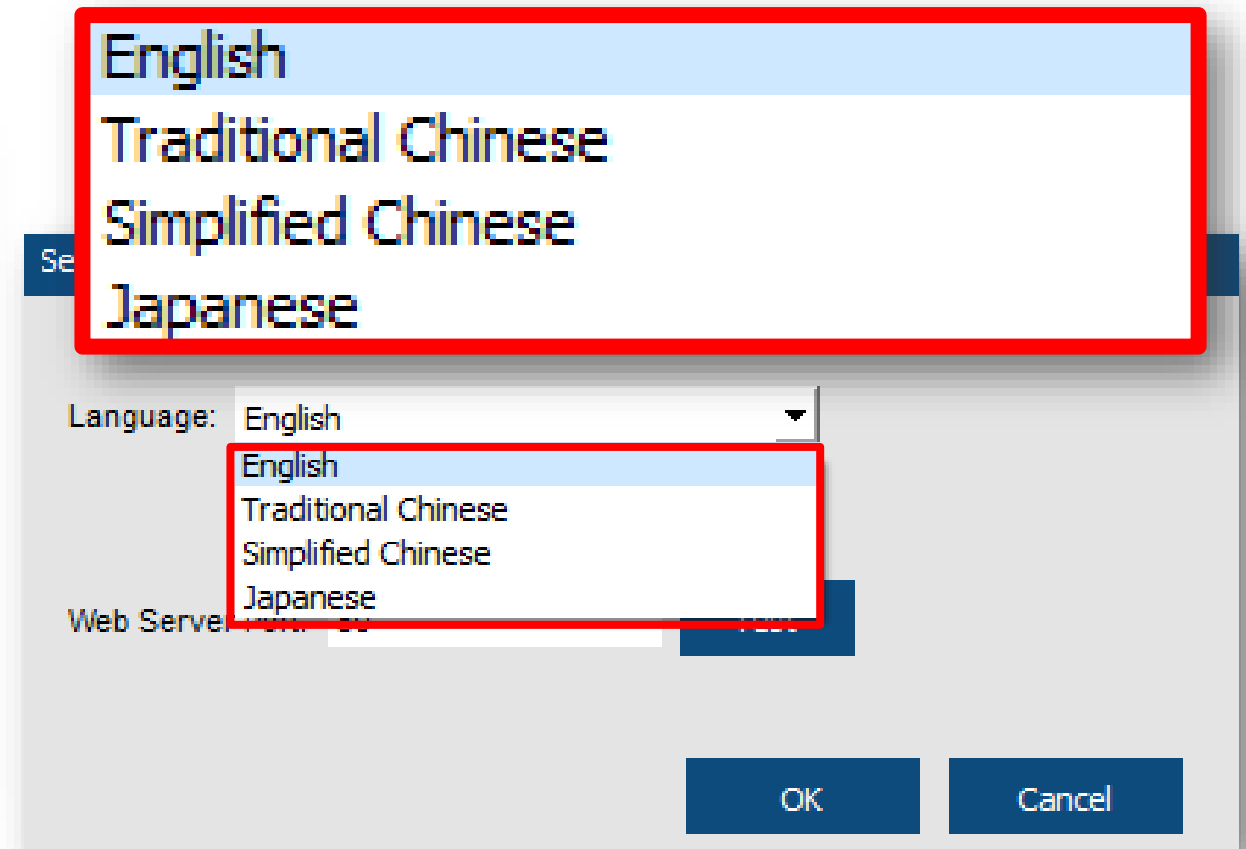 English
Traditional Chinese
Simplified Chinese
Japanese
Language: English
English
Traditional Chinese
Simplified Chinese
Japanese
Web Server
OK Cancel